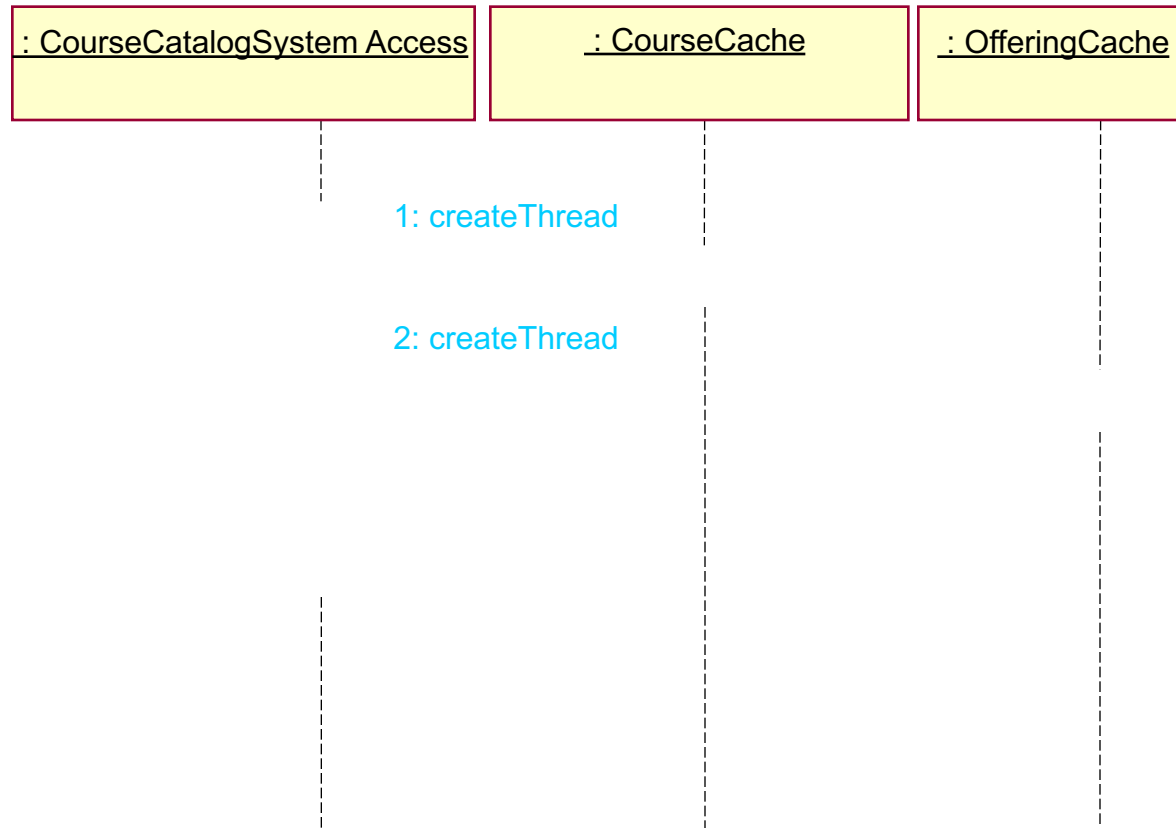 : CourseCatalogSystem Access
: CourseCache
: OfferingCache
1: createThread
2: createThread